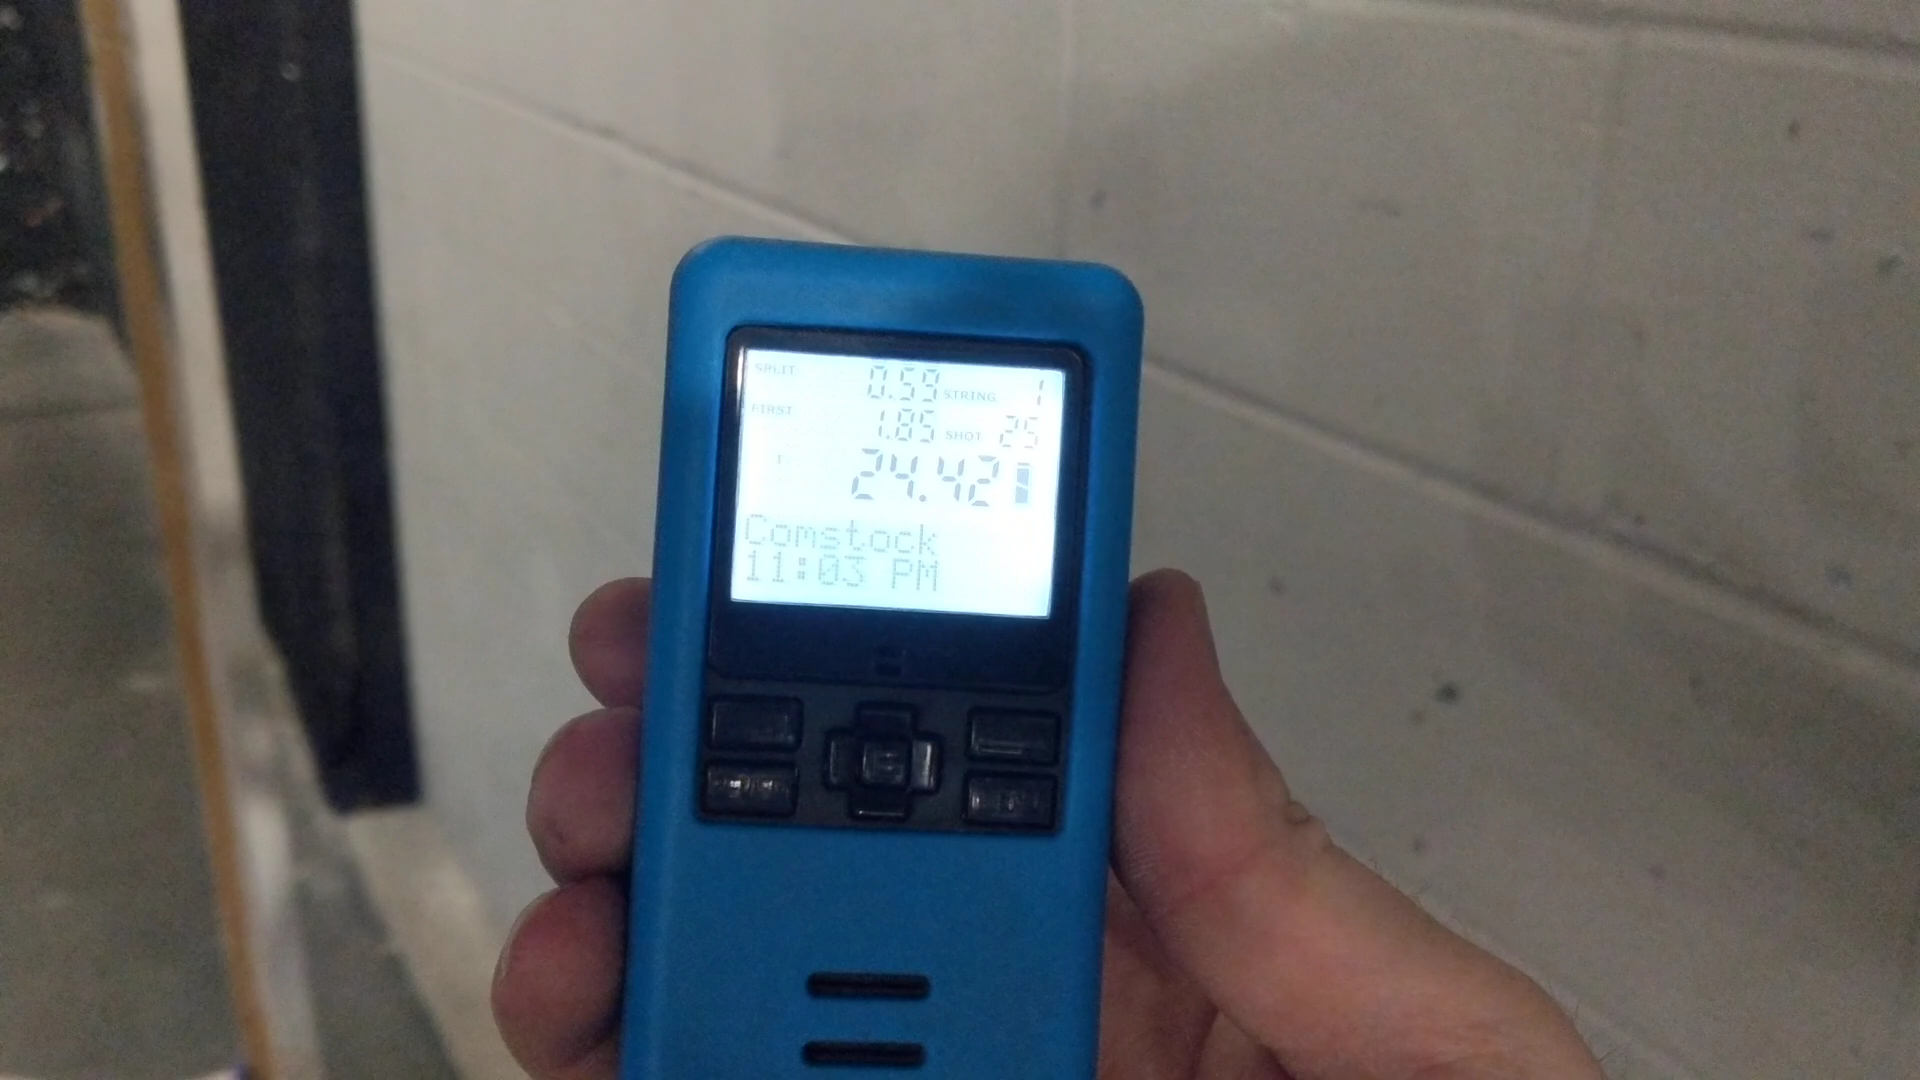 SPLIT 0.59 STRING 1
FIRST 1.85 SHOT 25
24.42
Comstock
11:03 PM